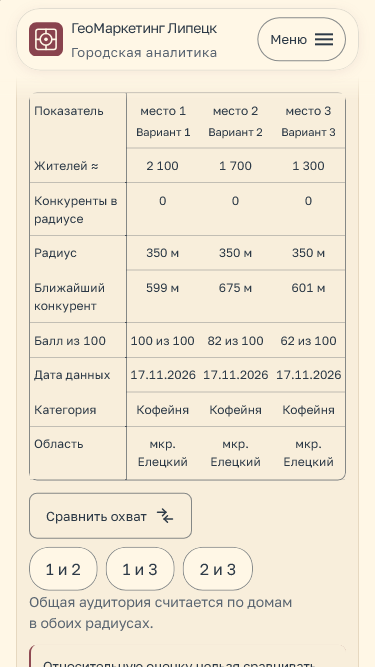 ГеоМаркетинг Липецк
Городская аналитика
Меню
Показатель место 1 место 2 место 3
Вариант 1 Вариант 2 Вариант 3
Жителей ≈ 2 100 1 700 1 300
Конкуренты в 0 0 0
радиусе
Радиус 350 м 350 м 350 м
Ближайший 599 м 675 м 601 м
конкурент
Балл из 100 100 из 100 82 из 100 62 из 100
Дата данных 17.11.2026 17.11.2026 17.11.2026
Категория Кофейня Кофейня Кофейня
Область мкр. мкр. мкр.
Елецкий Елецкий Елецкий
Сравнить охват
1 и 2 1 и 3 2 и 3
Общая аудитория считается по домам
в обоих радиусах.
Относительную оценку нельзя сравнивать